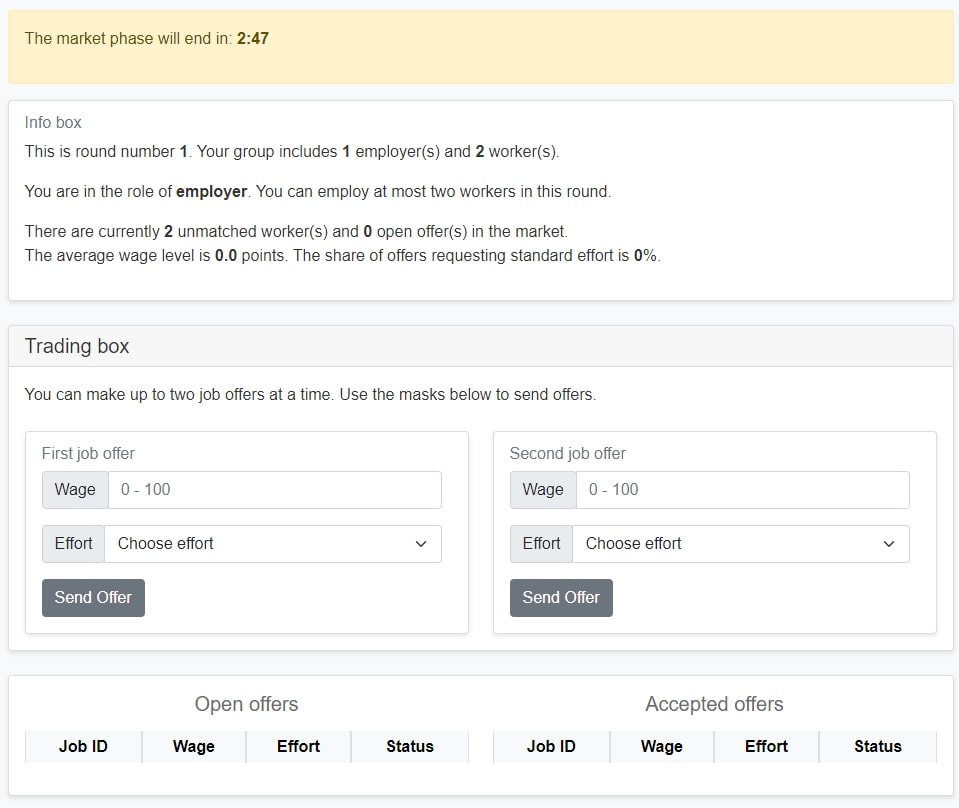 The market phase will end in: 2:47
Info box
This is round number 1. Your group includes 1 employer(s) and 2 worker(s).
You are in the role of employer. You can employ at most two workers in this round.
There are currently 2 unmatched worker(s) and 0 open offer(s) in the market.
The average wage level is 0.0 points. The share of offers requesting standard effort is 0%.
Trading box
You can make up to two job offers at a time. Use the masks below to send offers.
First job offer
Wage 0 - 100
Effort Choose effort
Send Offer
Second job offer
Wage 0 - 100
Effort Choose effort
Send Offer
Open offers
Job ID Wage Effort Status
Accepted offers
Job ID Wage Effort Status